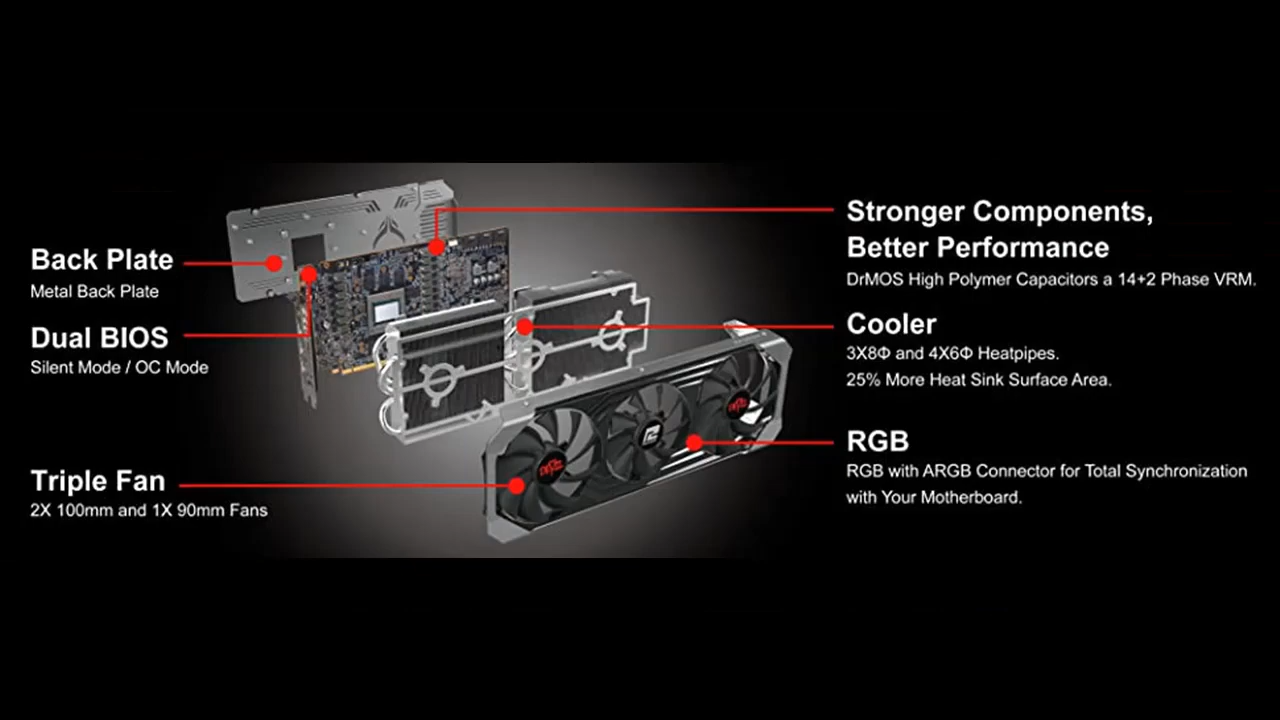 Back Plate
Metal Back Plate
Dual BIOS
Silent Mode / OC Mode
Triple Fan
2X 100mm and 1X 90mm Fans
Stronger Components,
Better Performance
DrMOS High Polymer Capacitors a 14+2 Phase VRM.
Cooler
3X8Φ and 4X6Φ Heatpipes.
25% More Heat Sink Surface Area.
RGB
RGB with ARGB Connector for Total Synchronization
with Your Motherboard.